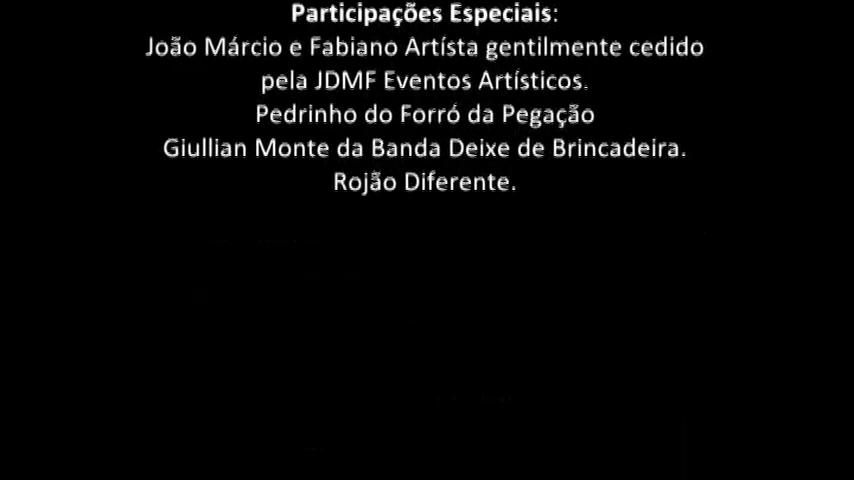 Participações Especiais:
João Márcio e Fabiano Artísta gentilmente cedido
pela JDMF Eventos Artísticos.
Pedrinho do Forró da Pegação
Giullian Monte da Banda Deixe de Brincadeira.
Rojão Diferente.